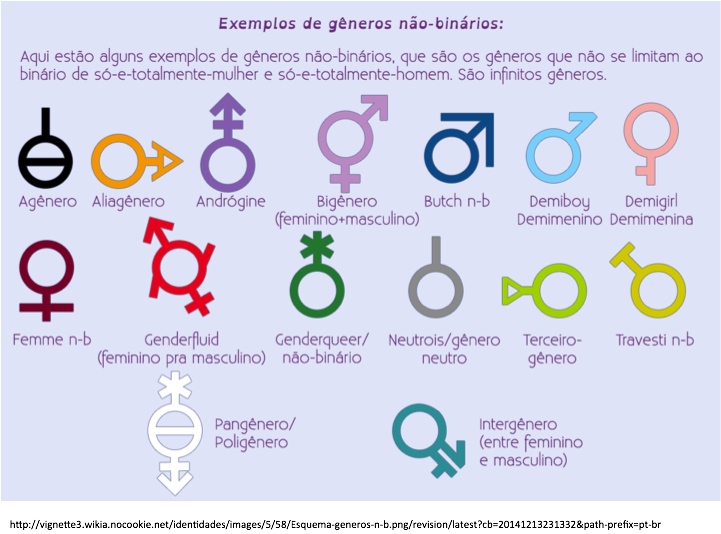 Exemplos de gêneros não-binários:
Aqui estão alguns exemplos de gêneros não-binários, que são os gêneros que não se limitam ao
binário de só-e-totalmente-mulher e só-e-totalmente-homem. São infinitos gêneros.
Agênero
Aliagênero
Andrógine
Bigênero
(feminino+masculino)
Butch n-b
Demiboy
Demimenino
Demigirl
Demimenina
Femme n-b
Genderfluid
(feminino pra masculino)
Genderqueer/
não-binário
Neutrois/gênero
neutro
Terceiro-
gênero
Travesti n-b
Pangênero/
Poligênero
Intergênero
(entre feminino
e masculino)
http://vignette3.wikia.nocookie.net/identidades/images/5/58/Esquema-generos-n-b.png/revision/latest?cb=20141213231332&path-prefix=pt-br